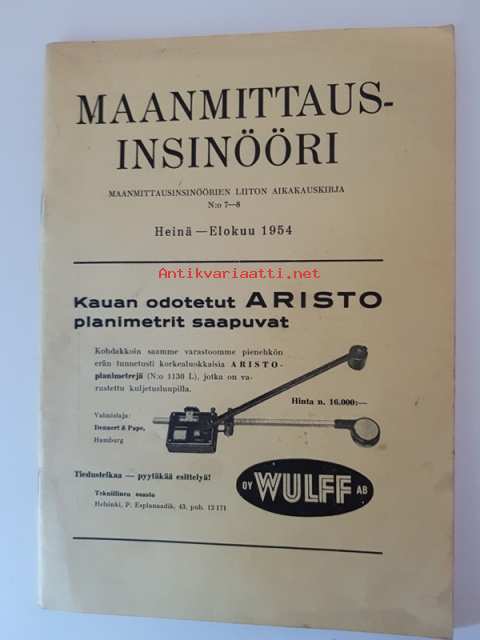 MAANMITTAUS-
INSINÖÖRI
MAANMITTAUSINSINÖÖRIEN LIITON AIKAKAUSKIRJA
N:o 7—8
Heinä — Elokuu 1954
Antikvariaatti.net
Kauan odotetut ARISTO
planimetrit saapuvat
Kohdakkoin saamme varastoomme pienehkön
erän tunnetusti korkealuokkaisia ARISTO-
planimetrejä (N:o 1130 L), jotka on va-
rustettu kuljetusluupilla.
Hinta n. 16.000:—
Valmistaja:
Dennert & Pape,
Hamburg
Tiedustelkaa — pyytäkää esittelyä!
Teknillinen osasto
Helsinki, P. Esplanaadik. 43, puh. 12 171
OY WULFF AB